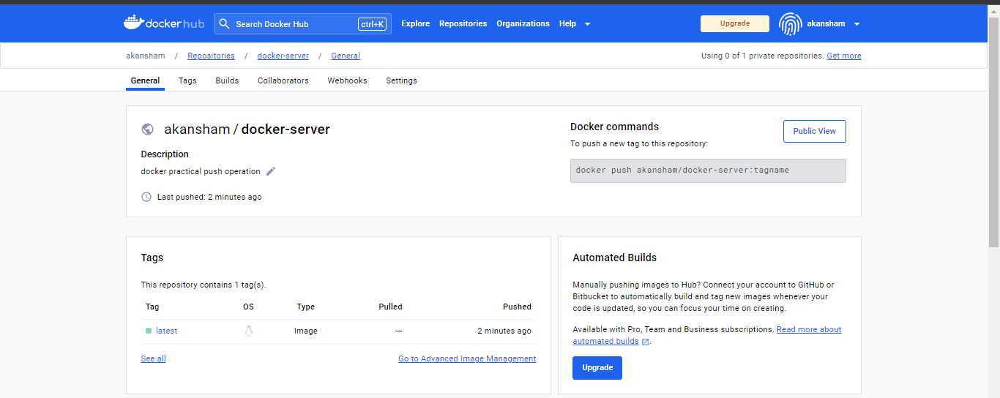 docker hub
Search Docker Hub ctrl+K
Explore Repositories Organizations Help
Upgrade
akansham
akansham / Repositories / docker-server / General
Using 0 of 1 private repositories. Get more
General Tags Builds Collaborators Webhooks Settings
akansham / docker-server
Description
docker practical push operation
Last pushed: 2 minutes ago
Docker commands
Public View
To push a new tag to this repository:
docker push akansham/docker-server:tagname
Tags
This repository contains 1 tag(s).
Tag OS Type Pulled Pushed
latest Image --- 2 minutes ago
See all Go to Advanced Image Management
Automated Builds
Manually pushing images to Hub? Connect your account to GitHub or
Bitbucket to automatically build and tag new images whenever your
code is updated, so you can focus your time on creating.
Available with Pro, Team and Business subscriptions. Read more about
automated builds .
Upgrade